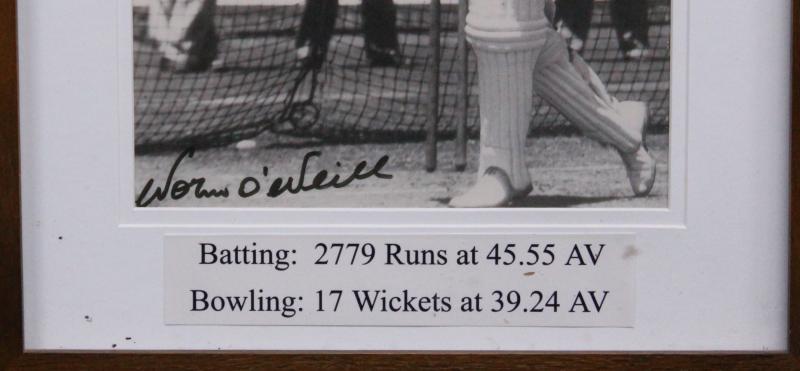 Norm O'Neill
Batting: 2779 Runs at 45.55 AV
Bowling: 17 Wickets at 39.24 AV